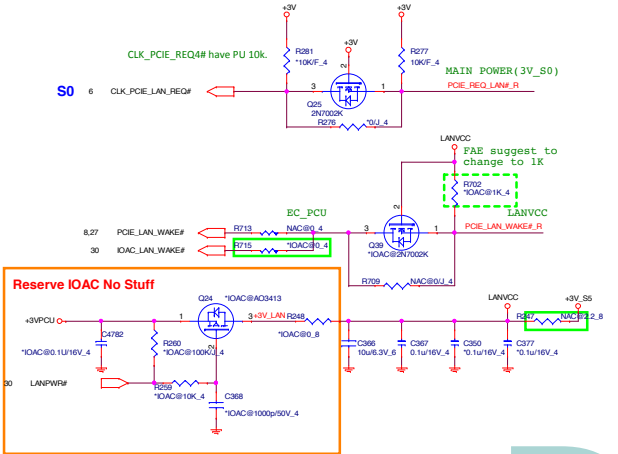 +3V
+3V
R281
*10K/F_4
CLK_PCIE_REQ4# have PU 10k.
+3V
R277
10K/F_4
2
MAIN POWER(3V_S0)
S0
6
CLK_PCIE_LAN_REQ#
3
1
PCIE_REQ_LAN#_R
Q25
2N7002K
R276
*0/J_4
LANVCC
FAE suggest to
change to 1K
2
R702
*IOAC@1K_4
EC_PCU
LANVCC
8,27
PCIE_LAN_WAKE#
R713
NAC@0_4
3
1
PCIE_LAN_WAKE#_R
30
IOAC_LAN_WAKE#
R715
*IOAC@0_4
Q39
*IOAC@2N7002K
R709
NAC@0/J_4
Reserve IOAC No Stuff
Q24
*IOAC@AO3413
LANVCC
+3V_S5
+3VPCU
1
3
+3V_LAN
R248
R247
NAC@2.2_8
C4782
*IOAC@0.1U/16V_4
R260
*IOAC@100K/J_4
2
*IOAC@0_8
C366
10u/6.3V_6
C367
0.1u/16V_4
C350
*0.1u/16V_4
C377
*0.1u/16V_4
30
LANPWR#
R259
*IOAC@10K_4
C368
*IOAC@1000p/50V_4